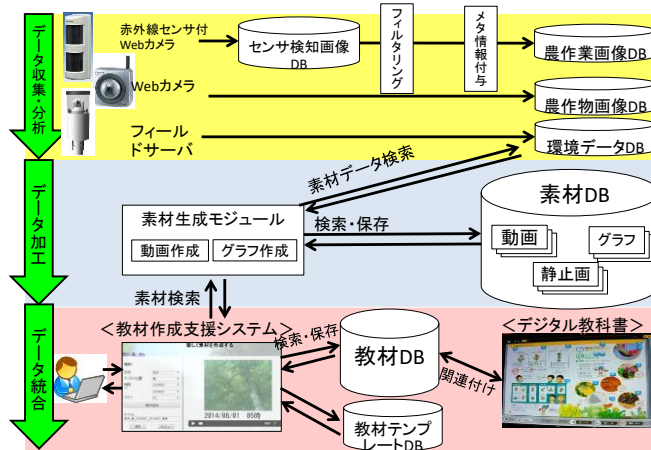 データ収集・分析
赤外線センサ付
Webカメラ
センサ検知画像
DB
フィルタリング
メタ情報付与
農作業画像DB
Webカメラ
農作物画像DB
フィール
ドサーバ
環境データDB
データ加工
素材データ検索
素材生成モジュール
動画作成
グラフ作成
検索・保存
素材DB
動画
グラフ
静止画
素材検索
データ統合
＜教材作成支援システム＞
検索・保存
2014/08/01 05時
教材DB
関連付け
＜デジタル教科書＞
教材テンプ
レートDB